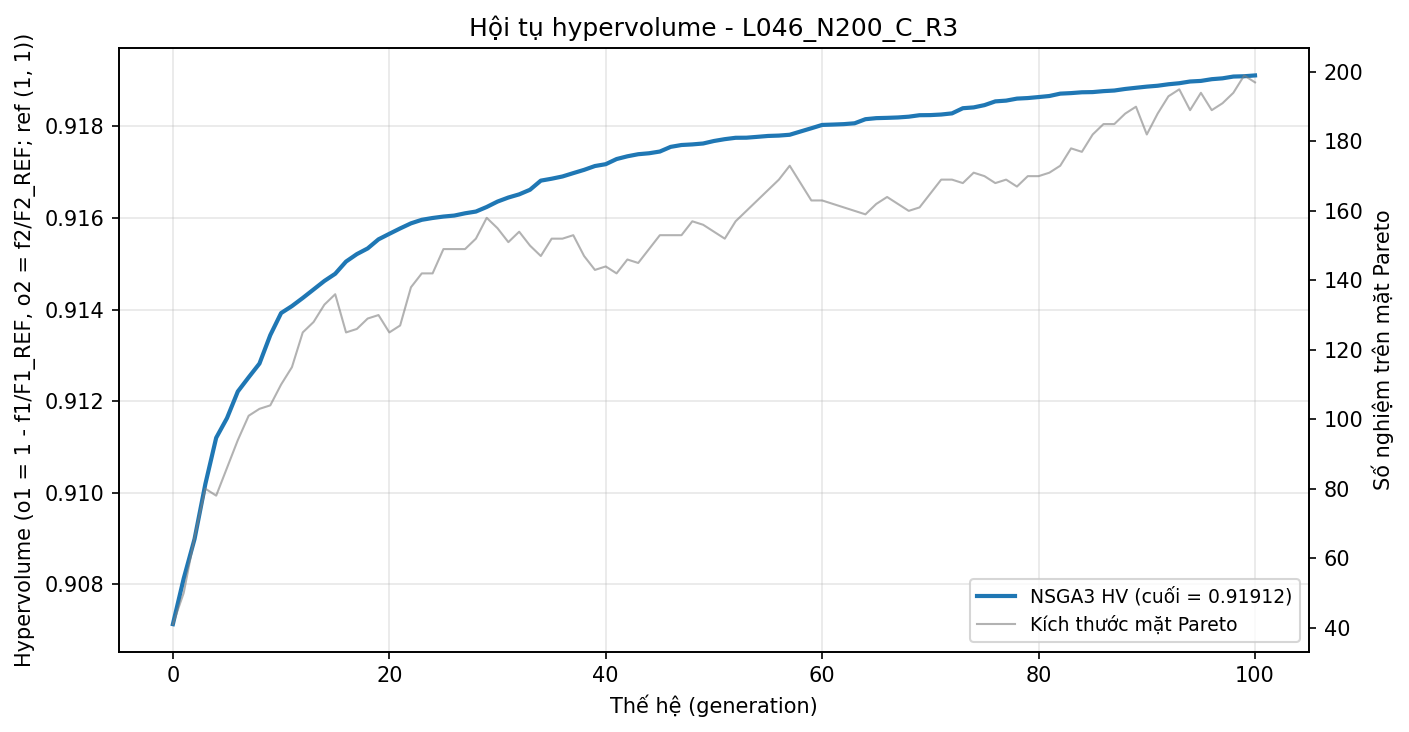 Hội tụ hypervolume - L046_N200_C_R3
Hypervolume (o1 = 1 - f1/F1_REF, o2 = f2/F2_REF; ref (1, 1))
0.918
0.916
0.914
0.912
0.910
0.908
200
180
160
140
120
100
80
60
40
Số nghiệm trên mặt Pareto
NSGA3 HV (cuối = 0.91912)
Kích thước mặt Pareto
0 20 40 60 80 100
Thế hệ (generation)